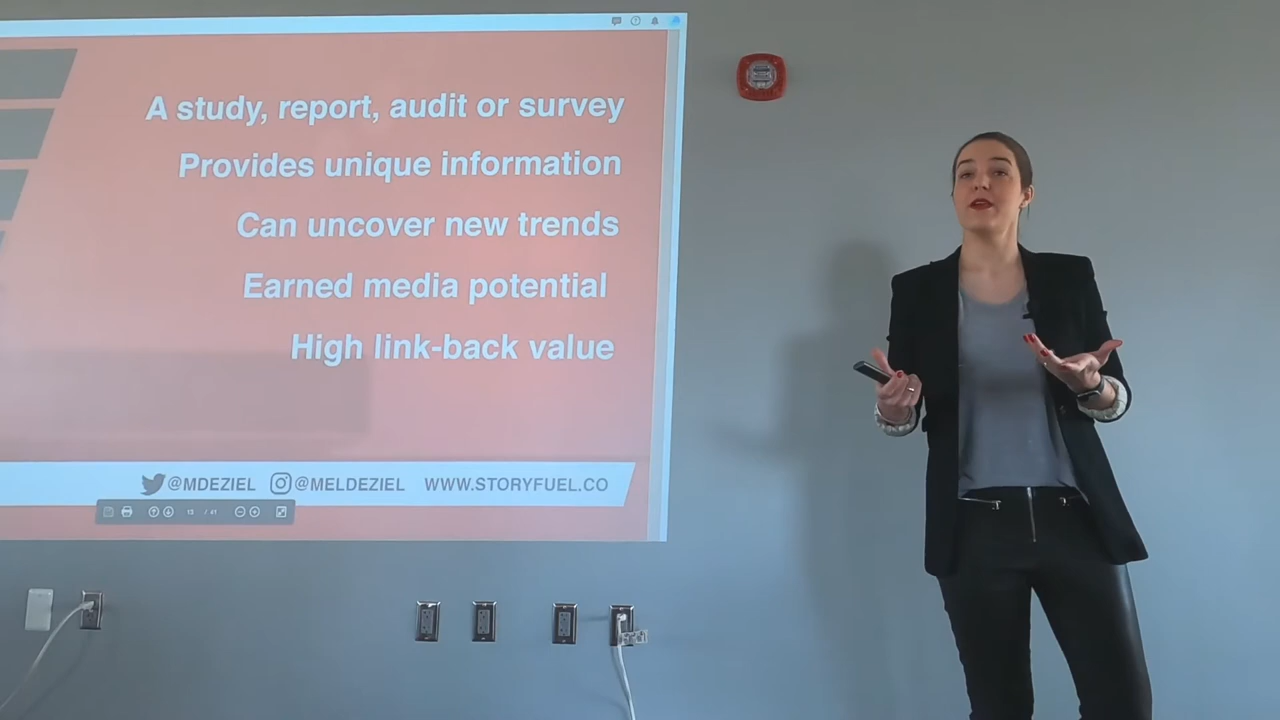 A study, report, audit or survey
Provides unique information
Can uncover new trends
Earned media potential
High link-back value
@MDEZIEL @MELDEZIEL WWW.STORYFUEL.CO